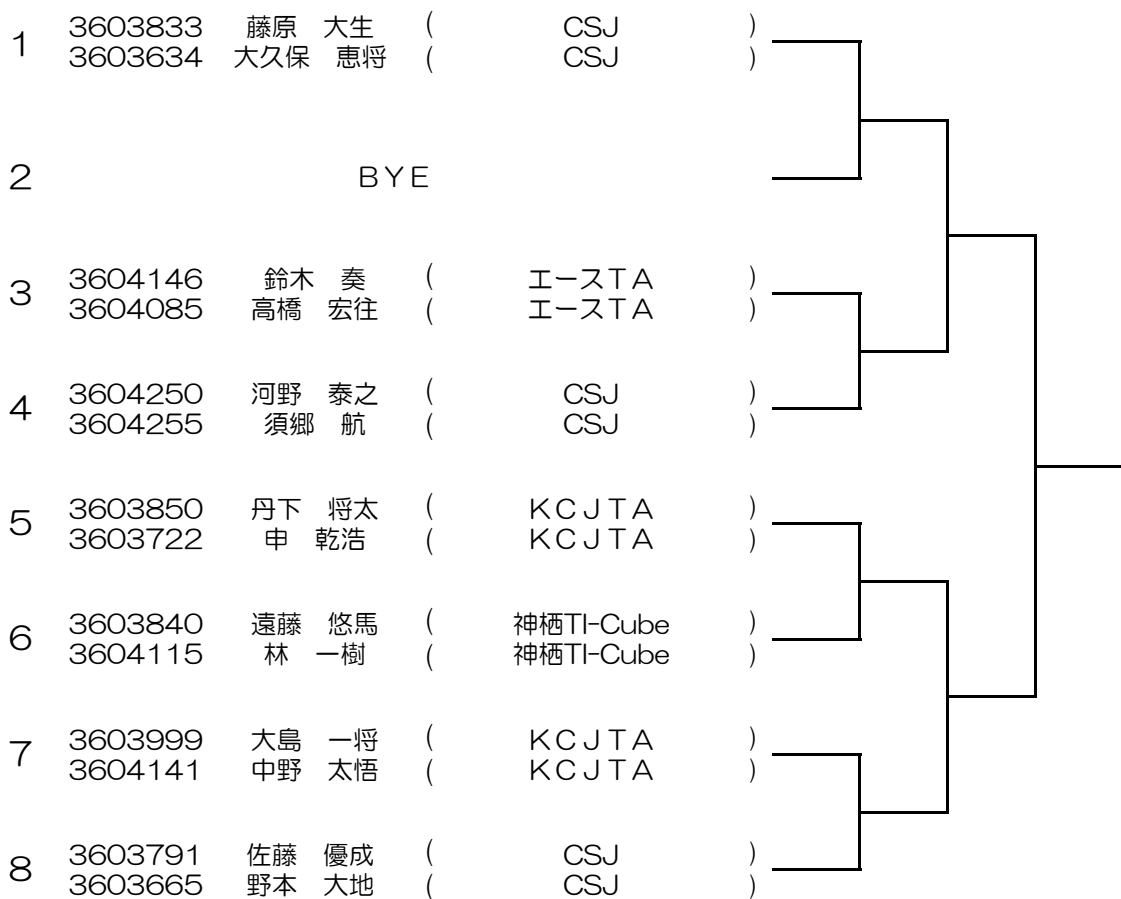 1 3603833 藤原 大生 ( CSJ )
3603634 大久保 恵将 ( CSJ )
2 BYE
3 3604146 鈴木 奏 ( エースTA )
3604085 高橋 宏往 ( エースTA )
4 3604250 河野 泰之 ( CSJ )
3604255 須郷 航 ( CSJ )
5 3603850 丹下 将太 ( KCJTA )
3603722 申 乾浩 ( KCJTA )
6 3603840 遠藤 悠馬 ( 神栖TI-Cube )
3604115 林 一樹 ( 神栖TI-Cube )
7 3603999 大島 一将 ( KCJTA )
3604141 中野 太悟 ( KCJTA )
8 3603791 佐藤 優成 ( CSJ )
3603665 野本 大地 ( CSJ )